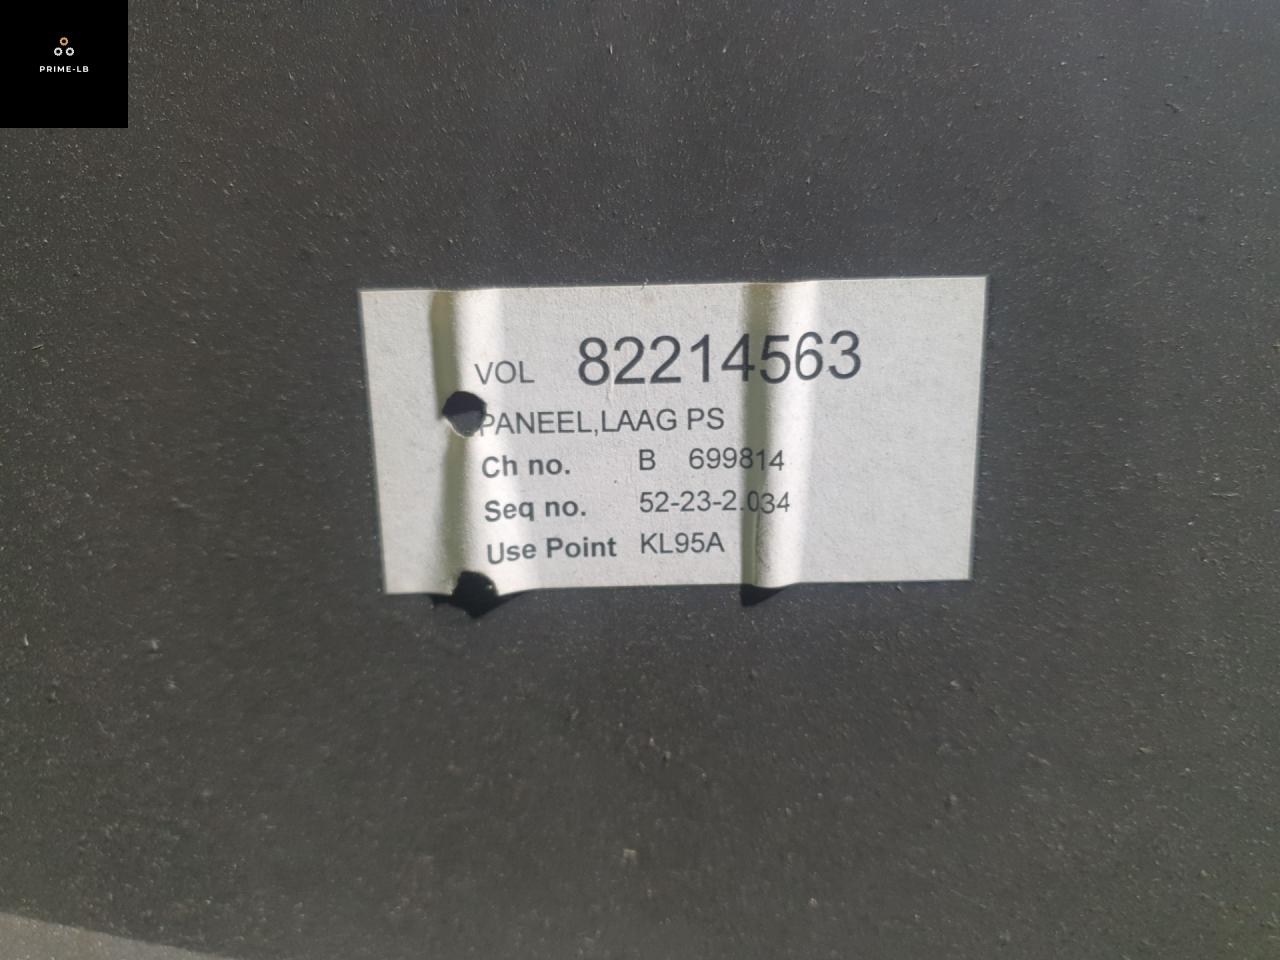 PRIME-LB
VOL 82214563
PANEEL,LAAG PS
Ch no. B 699814
Seq no. 52-23-2.034
Use Point KL95A